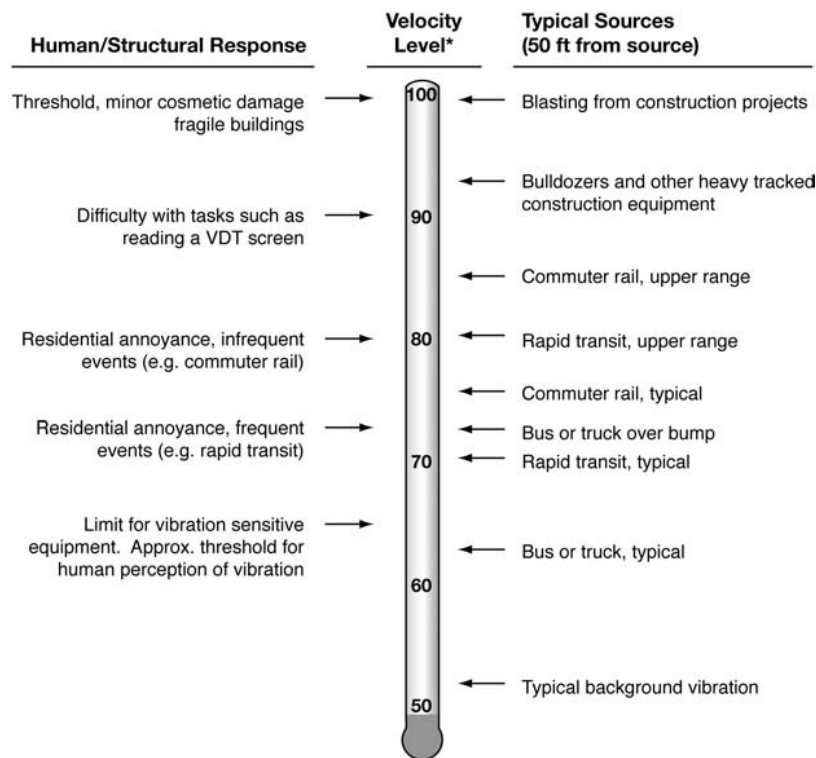 Human/Structural Response
Velocity
Level*
Typical Sources
(50 ft from source)
Threshold, minor cosmetic damage
fragile buildings
100
Blasting from construction projects
Bulldozers and other heavy tracked
construction equipment
Difficulty with tasks such as
reading a VDT screen
90
Commuter rail, upper range
Residential annoyance, infrequent
events (e.g. commuter rail)
80
Rapid transit, upper range
Commuter rail, typical
Residential annoyance, frequent
events (e.g. rapid transit)
Bus or truck over bump
70
Rapid transit, typical
Limit for vibration sensitive
equipment. Approx. threshold for
human perception of vibration
Bus or truck, typical
60
Typical background vibration
50